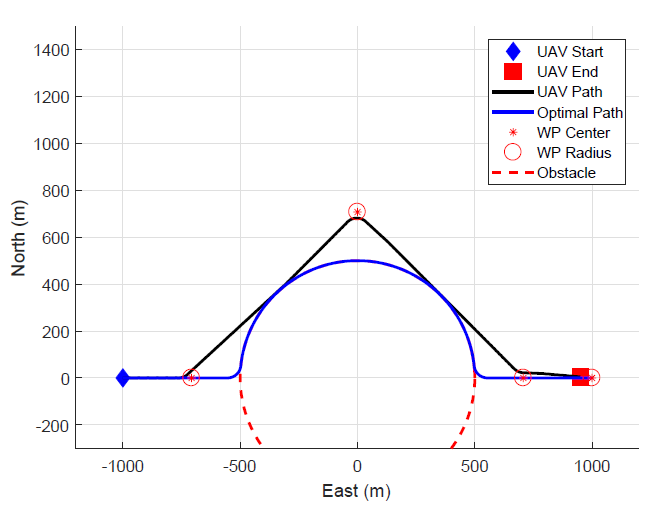 1400
1200
1000
800
600
400
200
0
-200
North (m)
-1000
-500
0
500
1000
East (m)
UAV Start
UAV End
UAV Path
Optimal Path
WP Center
WP Radius
Obstacle